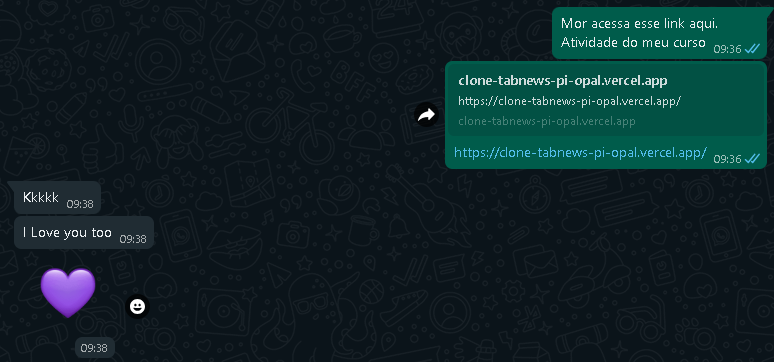 Mor acessa esse link aqui.
Atividade do meu curso 09:36
clone-tabnews-pi-opal.vercel.app
https://clone-tabnews-pi-opal.vercel.app/
clone-tabnews-pi-opal.vercel.app
https://clone-tabnews-pi-opal.vercel.app/ 09:36
Kkkkk 09:38
I Love you too 09:38
09:38